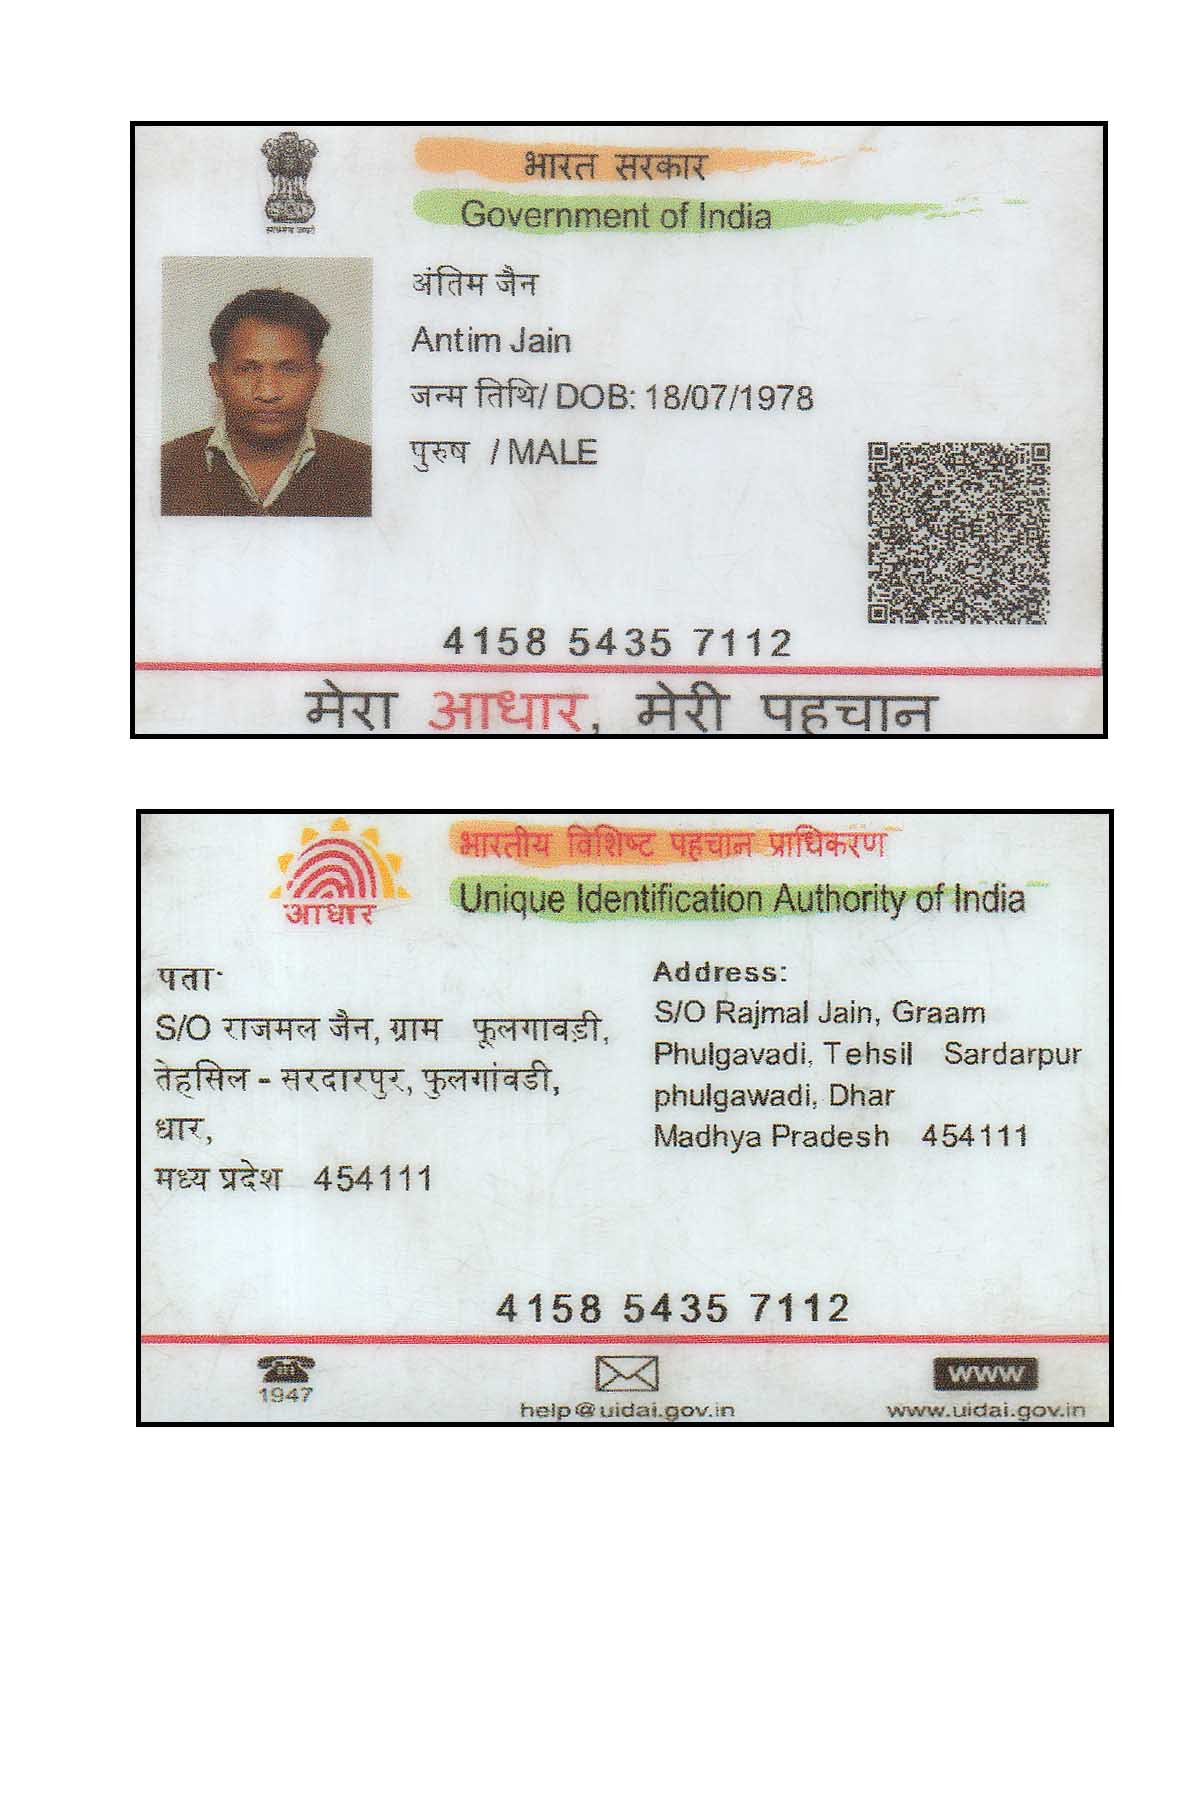 भारत सरकार
Government of India
अंतिम जैन
Antim Jain
जन्म तिथि/ DOB: 18/07/1978
पुरुष / MALE
4158 5435 7112
मेरा आधार, मेरी पहचान
आधार
भारतीय विशिष्ट पहचान प्राधिकरण
Unique Identification Authority of India
पता:
S/O राजमल जैन, ग्राम फूलगावड़ी,
तेहसिल - सरदारपुर, फुलगांवडी,
धार,
मध्य प्रदेश 454111
Address:
S/O Rajmal Jain, Graam
Phulgavadi, Tehsil Sardarpur
phulgawadi, Dhar
Madhya Pradesh 454111
4158 5435 7112
1947
help@uidai.gov.in
www
www.uidai.gov.in